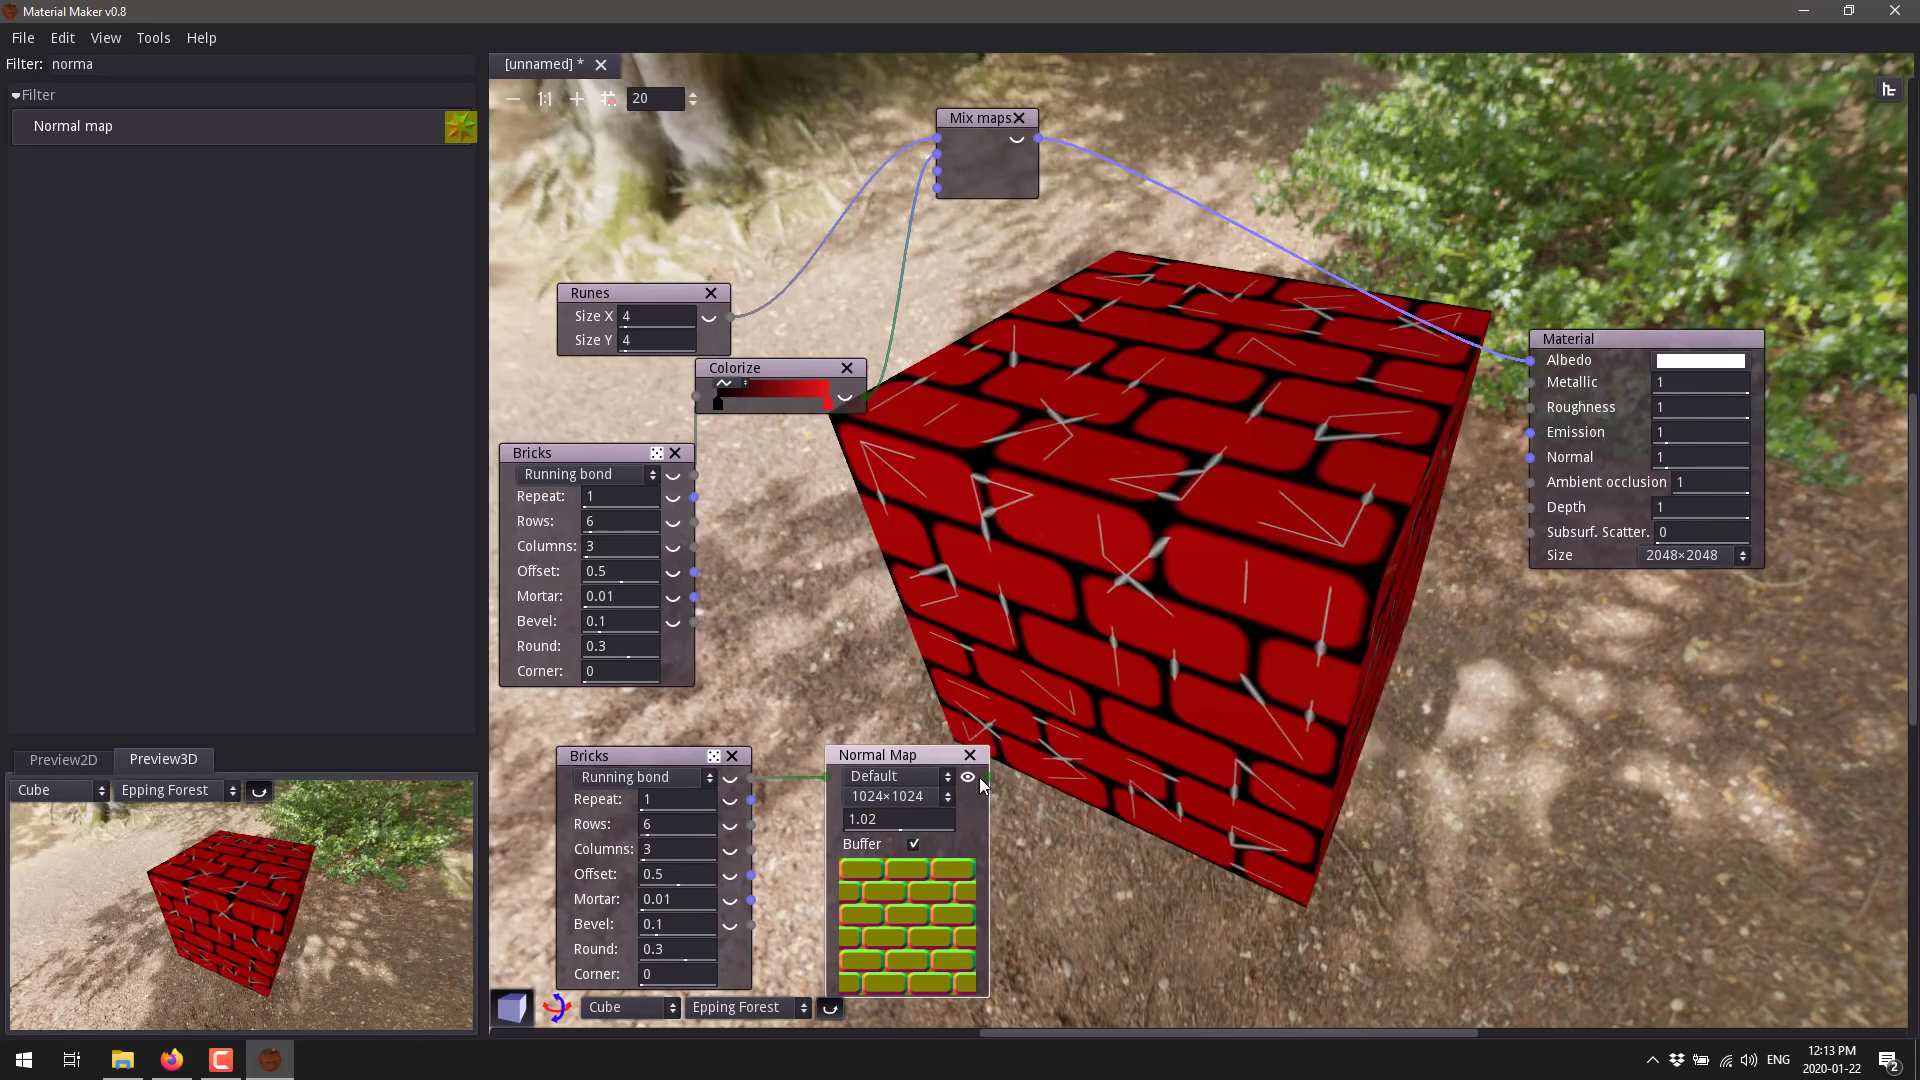 Material Maker v0.8
File Edit View Tools Help
Filter: norma
Filter
Normal map
[unnamed] *
1:1
20
Mix maps
Runes
Size X 4
Size Y 4
Colorize
Bricks
Running bond
Repeat: 1
Rows: 6
Columns: 3
Offset: 0.5
Mortar: 0.01
Bevel: 0.1
Round: 0.3
Corner: 0
Material
Albedo
Metallic 1
Roughness 1
Emission 1
Normal 1
Ambient occlusion 1
Depth 1
Subsurf. Scatter. 0
Size 2048×2048
Bricks
Running bond
Repeat: 1
Rows: 6
Columns: 3
Offset: 0.5
Mortar: 0.01
Bevel: 0.1
Round: 0.3
Corner: 0
Normal Map
Default
1024×1024
1.02
Buffer
Cube Epping Forest
Preview2D Preview3D
Cube Epping Forest
ENG
12:13 PM
2020-01-22
2